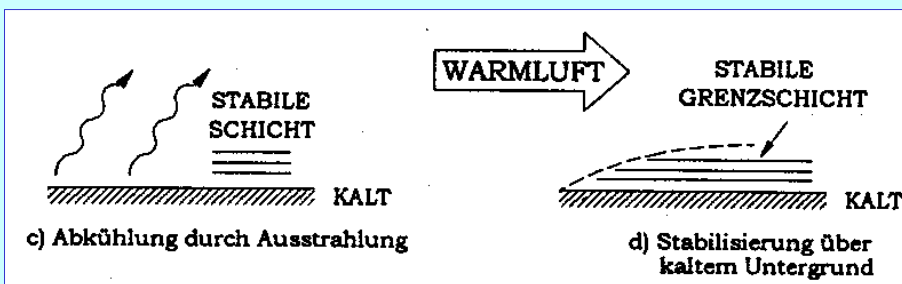 STABILE
SCHICHT
KALT
c) Abkühlung durch Ausstrahlung
WARMLUFT
STABILE
GRENZSCHICHT
KALT
d) Stabilisierung über
kaltem Untergrund